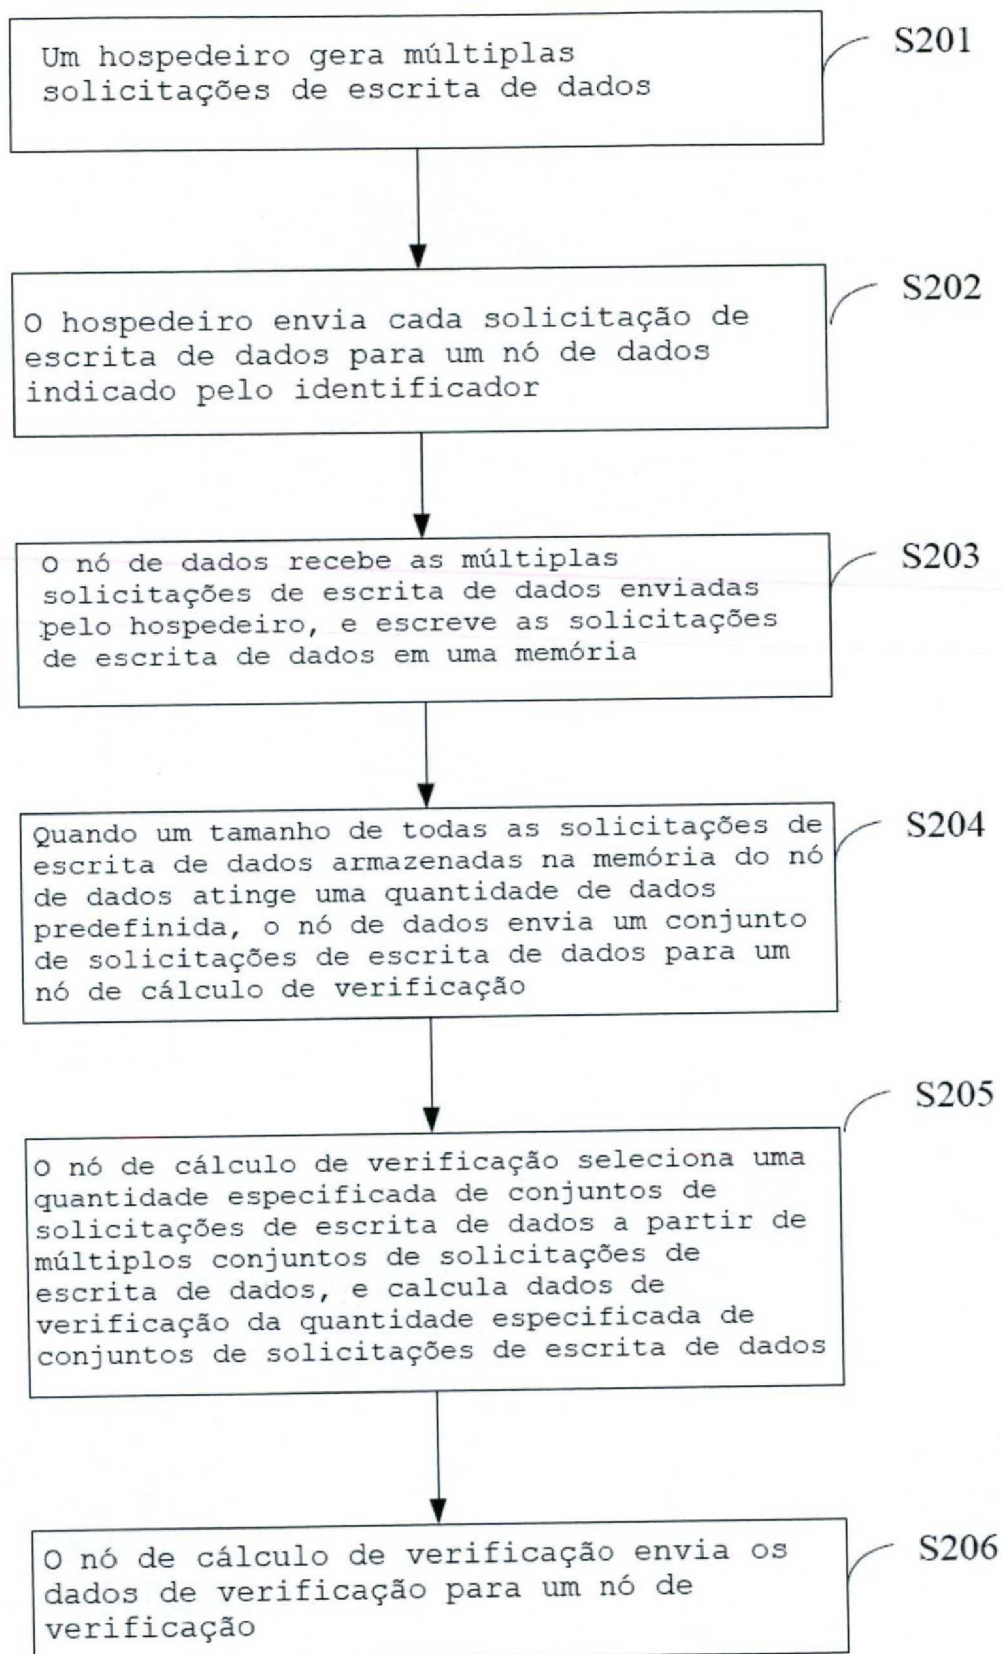 Um hospedeiro gera múltiplas
solicitações de escrita de dados
S201
O hospedeiro envia cada solicitação de
escrita de dados para um nó de dados
indicado pelo identificador
S202
O nó de dados recebe as múltiplas
solicitações de escrita de dados enviadas
pelo hospedeiro, e escreve as solicitações
de escrita de dados em uma memória
S203
Quando um tamanho de todas as solicitações de
escrita de dados armazenadas na memória do nó
de dados atinge uma quantidade de dados
predefinida, o nó de dados envia um conjunto
de solicitações de escrita de dados para um
nó de cálculo de verificação
S204
O nó de cálculo de verificação seleciona uma
quantidade especificada de conjuntos de
solicitações de escrita de dados a partir de
múltiplos conjuntos de solicitações de
escrita de dados, e calcula dados de
verificação da quantidade especificada de
conjuntos de solicitações de escrita de dados
S205
O nó de cálculo de verificação envia os
dados de verificação para um nó de
verificação
S206